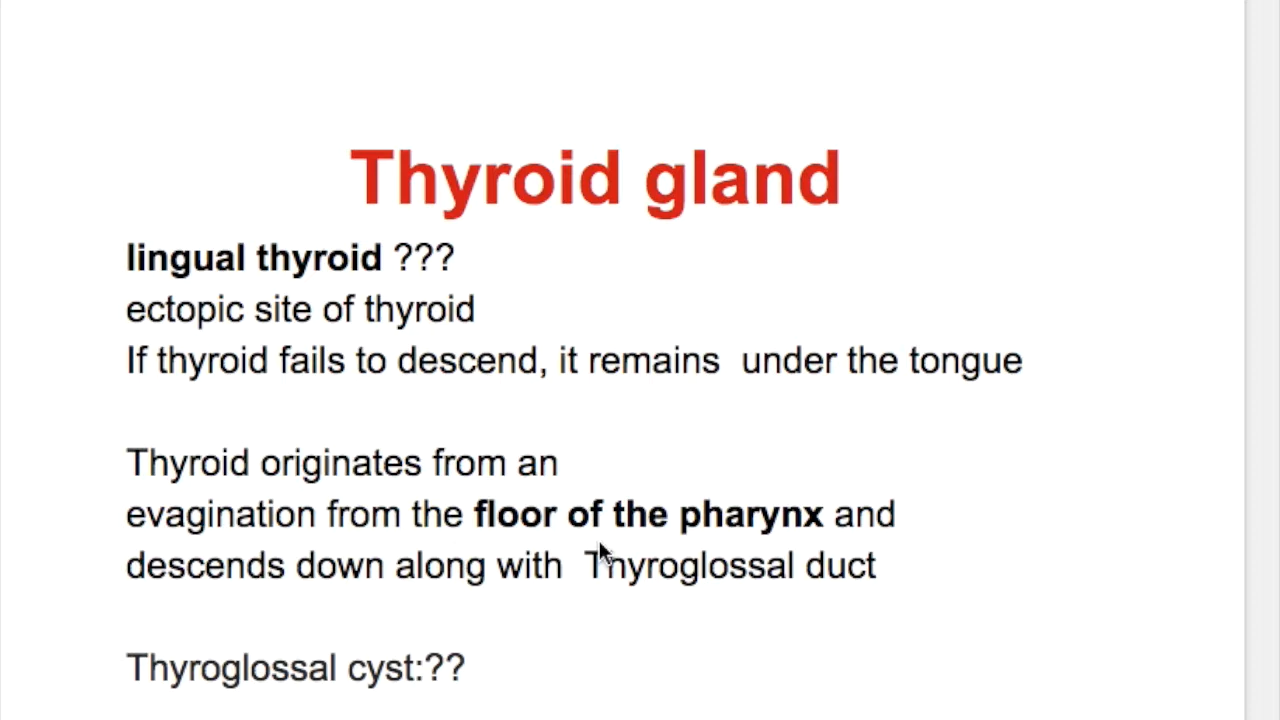 Thyroid gland
lingual thyroid ???
ectopic site of thyroid
If thyroid fails to descend, it remains  under the tongue
Thyroid originates from an
evagination from the floor of the pharynx and
descends down along with  Thyroglossal duct
Thyroglossal cyst:??